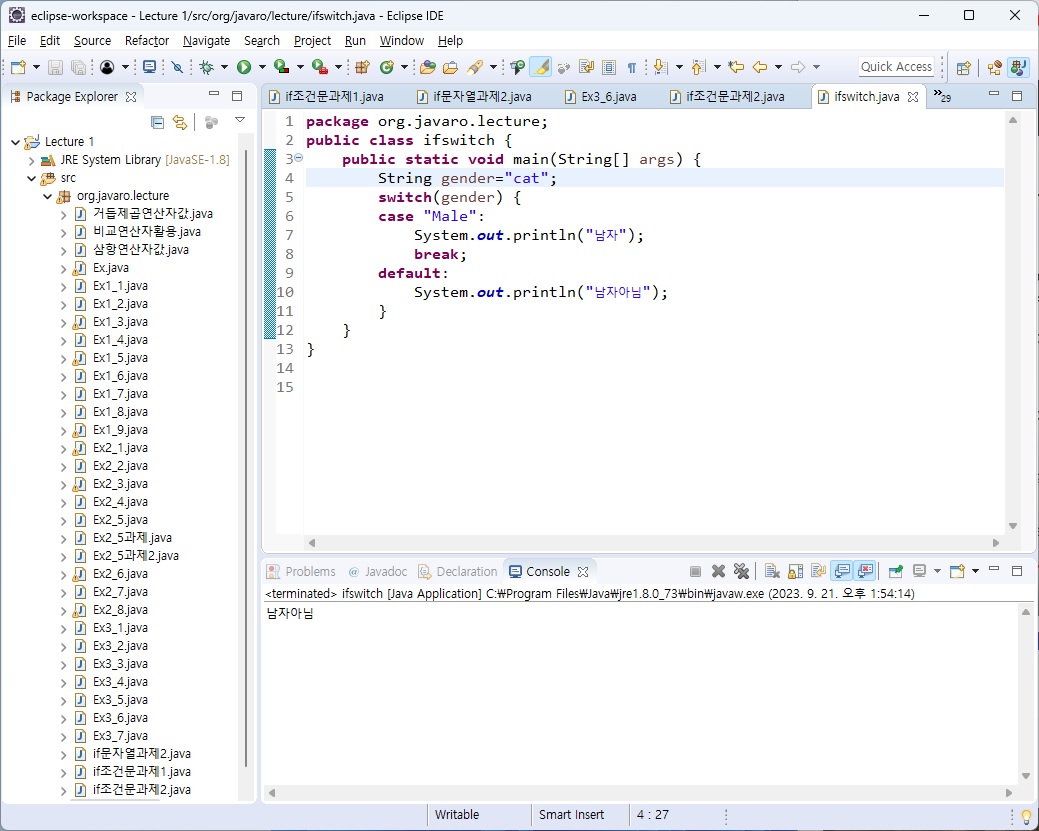 eclipse-workspace - Lecture 1/src/org/javaro/lecture/ifswitch.java - Eclipse IDE
File Edit Source Refactor Navigate Search Project Run Window Help
Quick Access
Package Explorer
Lecture 1
JRE System Library [JavaSE-1.8]
src
org.javaro.lecture
거듭제곱연산자값.java
비교연산자활용.java
삼항연산자값.java
Ex.java
Ex1_1.java
Ex1_2.java
Ex1_3.java
Ex1_4.java
Ex1_5.java
Ex1_6.java
Ex1_7.java
Ex1_8.java
Ex1_9.java
Ex2_1.java
Ex2_2.java
Ex2_3.java
Ex2_4.java
Ex2_5.java
Ex2_5과제.java
Ex2_5과제2.java
Ex2_6.java
Ex2_7.java
Ex2_8.java
Ex3_1.java
Ex3_2.java
Ex3_3.java
Ex3_4.java
Ex3_5.java
Ex3_6.java
Ex3_7.java
if문자열과제2.java
if조건문과제1.java
if조건문과제2.java
if조건문과제1.java if문자열과제2.java Ex3_6.java if조건문과제2.java ifswitch.java »29
1 package org.javaro.lecture;
2 public class ifswitch {
3 public static void main(String[] args) {
4 String gender="cat";
5 switch(gender) {
6 case "Male":
7 System.out.println("남자");
8 break;
9 default:
10 System.out.println("남자아님");
11 }
12 }
13 }
14
15
Problems @ Javadoc Declaration Console
<terminated> ifswitch [Java Application] C:₩Program Files₩Java₩jre1.8.0_73₩bin₩javaw.exe (2023. 9. 21. 오후 1:54:14)
남자아님
Writable Smart Insert 4 : 27